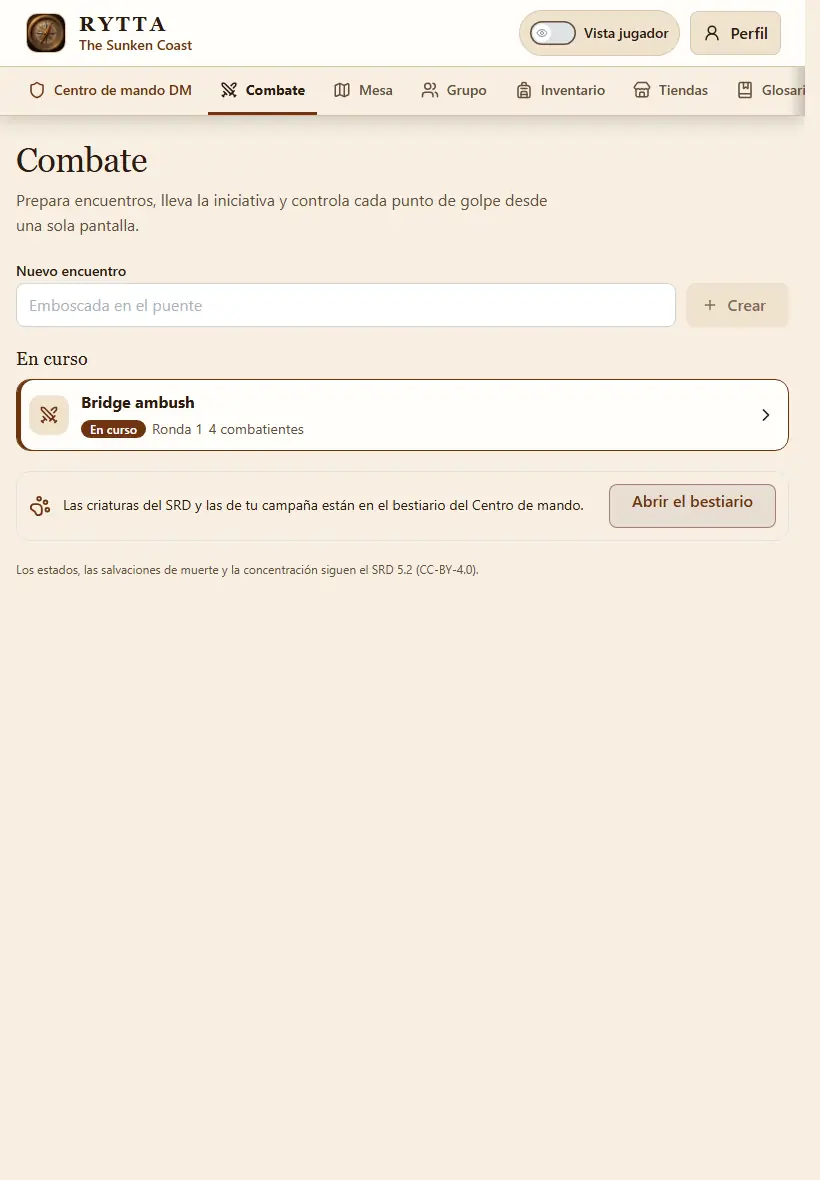 RYTTA
The Sunken Coast
Vista jugador
Perfil
Centro de mando DM
Combate
Mesa
Grupo
Inventario
Tiendas
Glosari
Combate
Prepara encuentros, lleva la iniciativa y controla cada punto de golpe desde
una sola pantalla.
Nuevo encuentro
Emboscada en el puente
+ Crear
En curso
Bridge ambush
En curso Ronda 1 4 combatientes
Las criaturas del SRD y las de tu campaña están en el bestiario del Centro de mando.
Abrir el bestiario
Los estados, las salvaciones de muerte y la concentración siguen el SRD 5.2 (CC-BY-4.0).